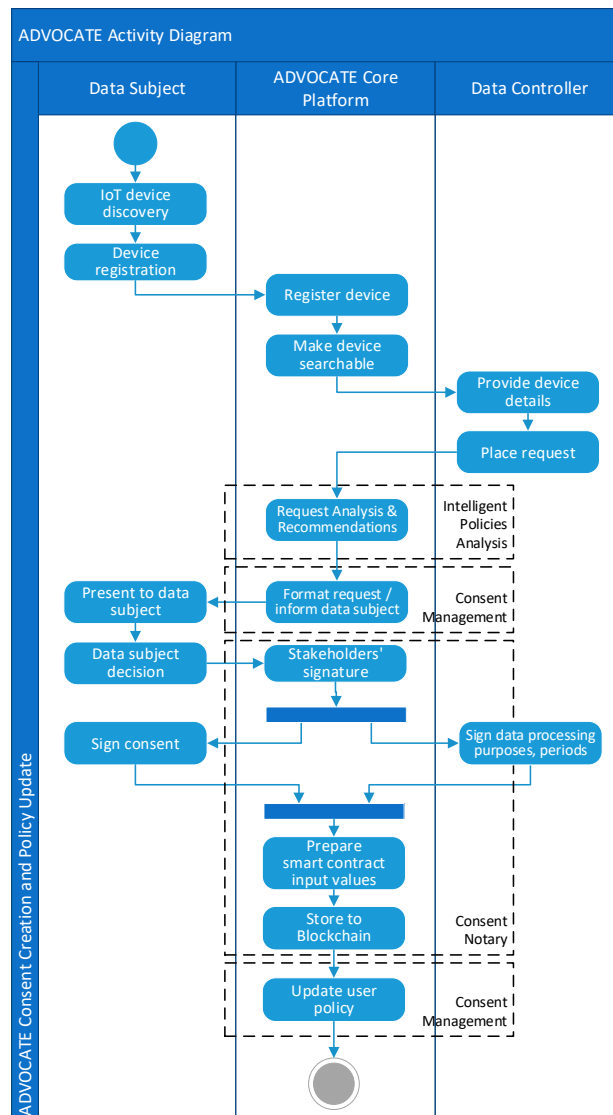 ADVOCATE Activity Diagram
Data Subject
ADVOCATE Core
Platform
Data Controller
IoT device
discovery
Device
registration
Register device
Make device
searchable
Provide device
details
Place request
Request Analysis &
Recommendations
Intelligent
Policies
Analysis
Format request /
inform data subject
Consent
Management
Present to data
subject
Data subject
decision
Stakeholders'
signature
Sign consent
Sign data processing
purposes, periods
Prepare
smart contract
input values
Store to
Blockchain
Consent
Notary
Update user
policy
Consent
Management
ADVOCATE Consent Creation and Policy Update